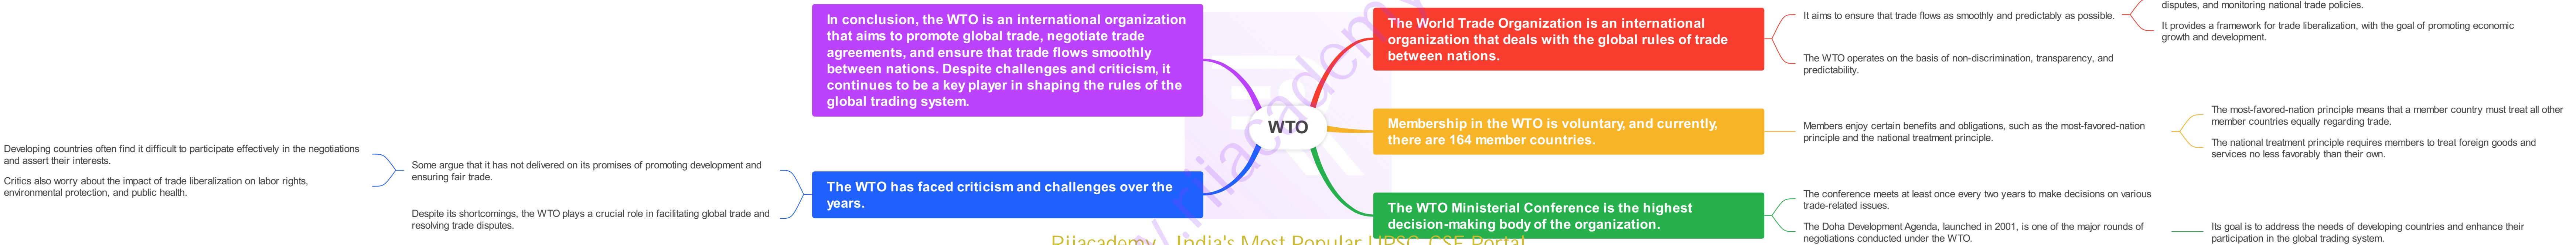 In conclusion, the WTO is an international organization
that aims to promote global trade, negotiate trade
agreements, and ensure that trade flows smoothly
between nations. Despite challenges and criticism, it
continues to be a key player in shaping the rules of the
global trading system.
The WTO has faced criticism and challenges over the
years.
Some argue that it has not delivered on its promises of promoting development and
ensuring fair trade.
Developing countries often find it difficult to participate effectively in the negotiations
and assert their interests.
Critics also worry about the impact of trade liberalization on labor rights,
environmental protection, and public health.
Despite its shortcomings, the WTO plays a crucial role in facilitating global trade and
resolving trade disputes.
WTO
The World Trade Organization is an international
organization that deals with the global rules of trade
between nations.
It aims to ensure that trade flows as smoothly and predictably as possible.
disputes, and monitoring national trade policies.
It provides a framework for trade liberalization, with the goal of promoting economic
growth and development.
The WTO operates on the basis of non-discrimination, transparency, and
predictability.
Membership in the WTO is voluntary, and currently,
there are 164 member countries.
Members enjoy certain benefits and obligations, such as the most-favored-nation
principle and the national treatment principle.
The most-favored-nation principle means that a member country must treat all other
member countries equally regarding trade.
The national treatment principle requires members to treat foreign goods and
services no less favorably than their own.
The WTO Ministerial Conference is the highest
decision-making body of the organization.
The conference meets at least once every two years to make decisions on various
trade-related issues.
The Doha Development Agenda, launched in 2001, is one of the major rounds of
negotiations conducted under the WTO.
Its goal is to address the needs of developing countries and enhance their
participation in the global trading system.
India's Most Popular UPSC CSE Portal